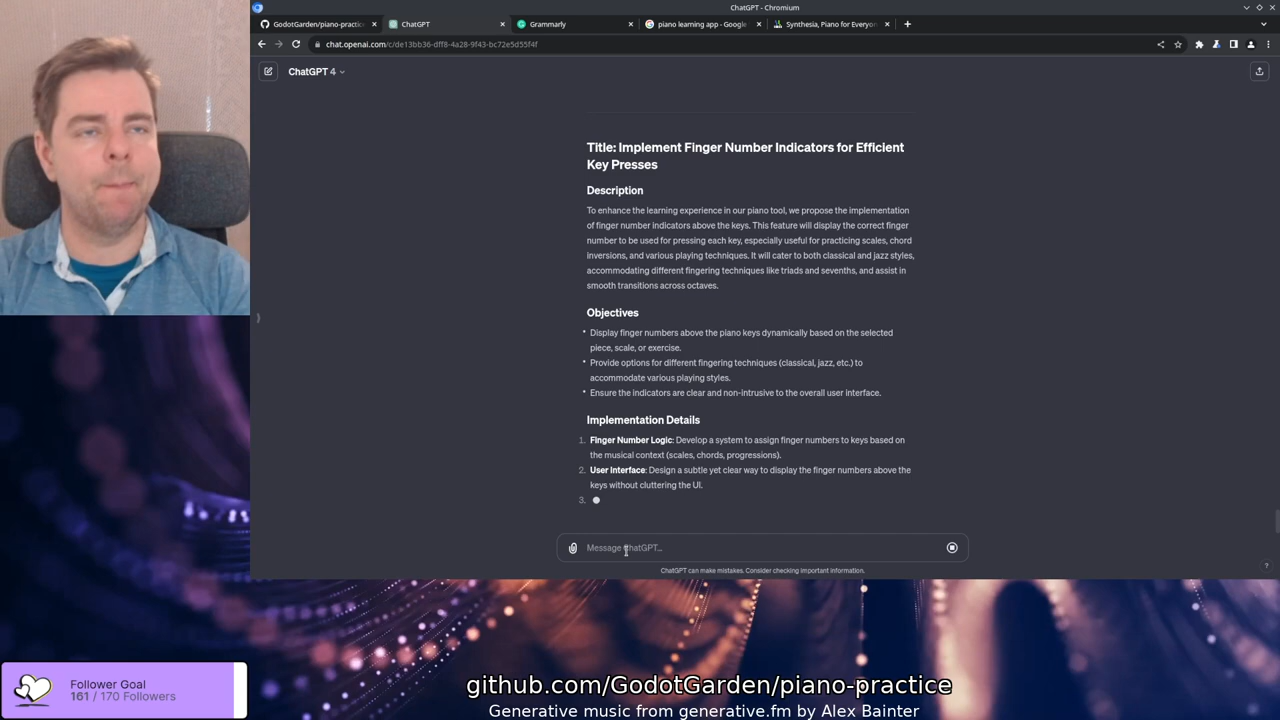 ChatGPT - Chromium
GodotGarden/piano-practic
ChatGPT
Grammarly
piano learning app - Google
Synthesia, Piano for Everyon
chat.openai.com/c/de13bb36-dff8-4a28-9f43-bc72e5d55f4f
ChatGPT 4
Title: Implement Finger Number Indicators for Efficient
Key Presses
Description
To enhance the learning experience in our piano tool, we propose the implementation
of finger number indicators above the keys. This feature will display the correct finger
number to be used for pressing each key, especially useful for practicing scales, chord
inversions, and various playing techniques. It will cater to both classical and jazz styles,
accommodating different fingering techniques like triads and sevenths, and assist in
smooth transitions across octaves.
Objectives
• Display finger numbers above the piano keys dynamically based on the selected
piece, scale, or exercise.
• Provide options for different fingering techniques (classical, jazz, etc.) to
accommodate various playing styles.
• Ensure the indicators are clear and non-intrusive to the overall user interface.
Implementation Details
1. Finger Number Logic: Develop a system to assign finger numbers to keys based on
the musical context (scales, chords, progressions).
2. User Interface: Design a subtle yet clear way to display the finger numbers above the
keys without cluttering the UI.
3.
Message ChatGPT...
ChatGPT can make mistakes. Consider checking important information.
?
Follower Goal
161 / 170 Followers
github.com/GodotGarden/piano-practice
Generative music from generative.fm by Alex Bainter